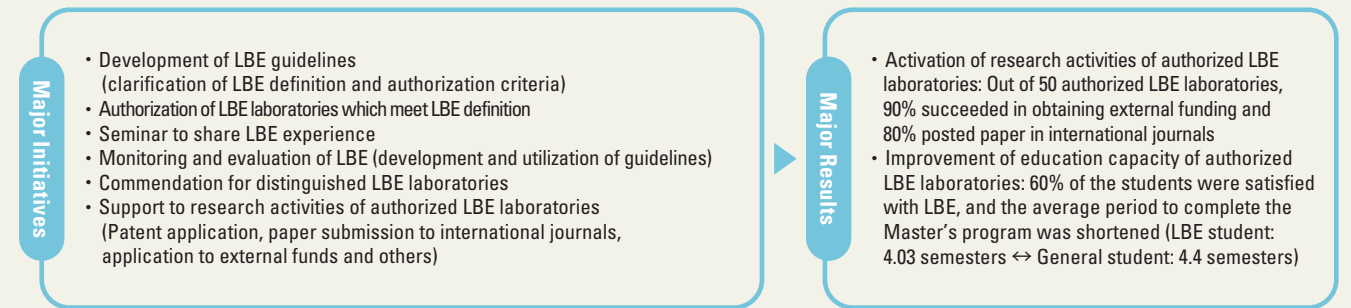 Major Initiatives
・Development of LBE guidelines
(clarification of LBE definition and authorization criteria)
・Authorization of LBE laboratories which meet LBE definition
・Seminar to share LBE experience
・Monitoring and evaluation of LBE (development and utilization of guidelines)
・Commendation for distinguished LBE laboratories
・Support to research activities of authorized LBE laboratories
(Patent application, paper submission to international journals,
application to external funds and others)
Major Results
・Activation of research activities of authorized LBE
laboratories: Out of 50 authorized LBE laboratories,
90% succeeded in obtaining external funding and
80% posted paper in international journals
・Improvement of education capacity of authorized
LBE laboratories: 60% of the students were satisfied
with LBE, and the average period to complete the
Master's program was shortened (LBE student:
4.03 semesters ↔ General student: 4.4 semesters)